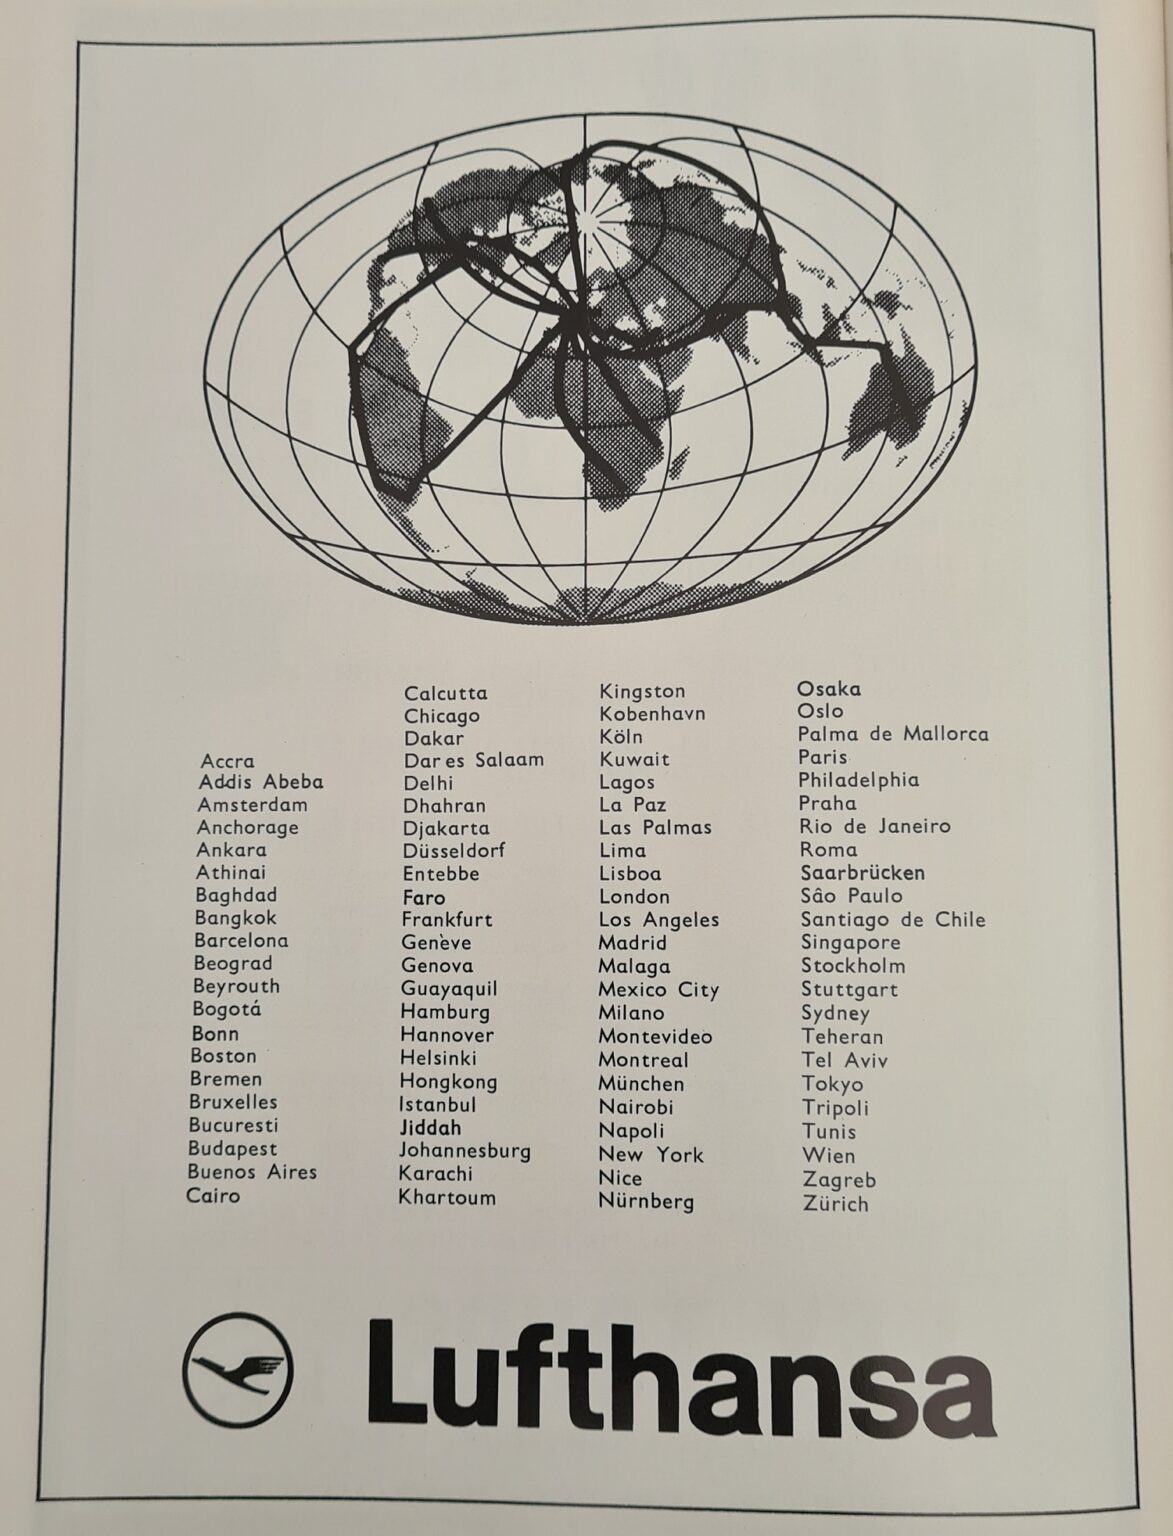 Accra
Addis Abeba
Amsterdam
Anchorage
Ankara
Athinai
Baghdad
Bangkok
Barcelona
Beograd
Beyrouth
Bogotá
Bonn
Boston
Bremen
Bruxelles
Bucuresti
Budapest
Buenos Aires
Cairo
Calcutta
Chicago
Dakar
Dar es Salaam
Delhi
Dhahran
Djakarta
Düsseldorf
Entebbe
Faro
Frankfurt
Genève
Genova
Guayaquil
Hamburg
Hannover
Helsinki
Hongkong
Istanbul
Jiddah
Johannesburg
Karachi
Khartoum
Kingston
Kobenhavn
Köln
Kuwait
Lagos
La Paz
Las Palmas
Lima
Lisboa
London
Los Angeles
Madrid
Malaga
Mexico City
Milano
Montevideo
Montreal
München
Nairobi
Napoli
New York
Nice
Nürnberg
Osaka
Oslo
Palma de Mallorca
Paris
Philadelphia
Praha
Rio de Janeiro
Roma
Saarbrücken
Sâo Paulo
Santiago de Chile
Singapore
Stockholm
Stuttgart
Sydney
Teheran
Tel Aviv
Tokyo
Tripoli
Tunis
Wien
Zagreb
Zürich
Lufthansa